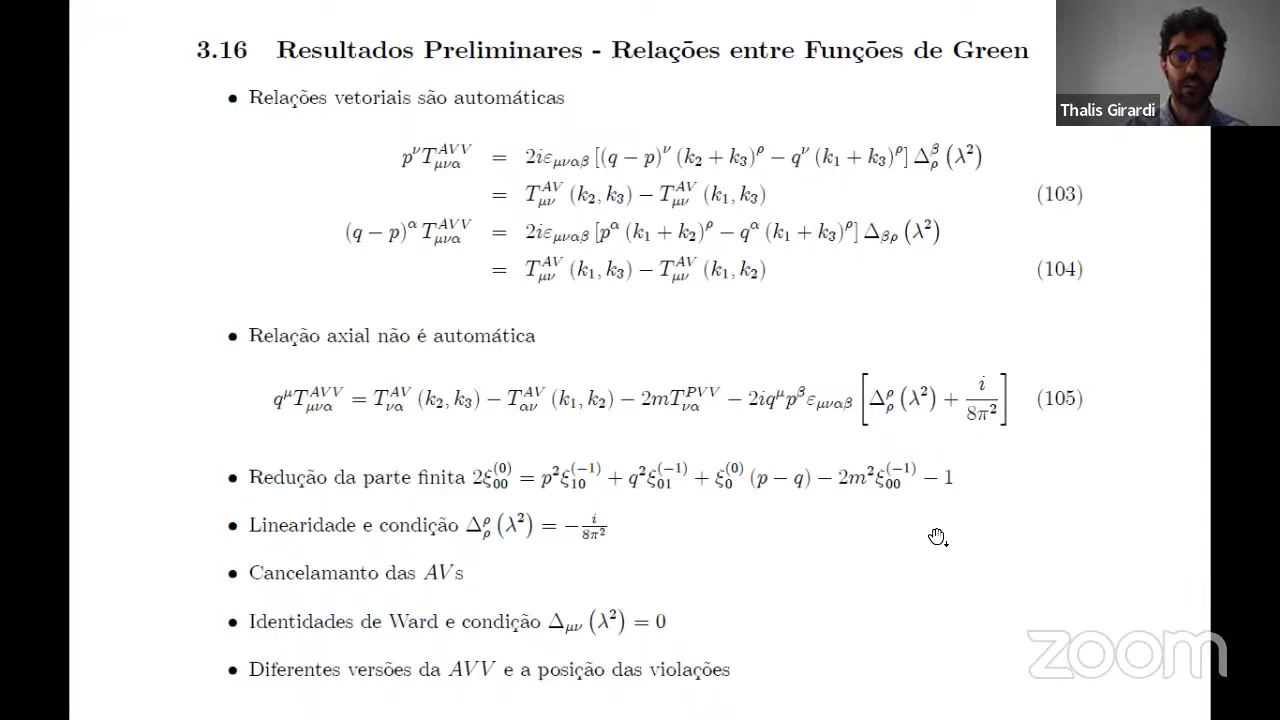 3.16 Resultados Preliminares - Relações entre Funções de Green
Thalis Girardi
• Relações vetoriais são automáticas
p^ν T^{AVV}_{μνα} = 2iε_{μναβ} [(q − p)^ν (k_2 + k_3)^ρ − q^ν (k_1 + k_3)^ρ] Δ^β_ρ (λ^2)
= T^{AV}_{μν} (k_2, k_3) − T^{AV}_{μν} (k_1, k_3) (103)
(q − p)^α T^{AVV}_{μνα} = 2iε_{μναβ} [p^α (k_1 + k_2)^ρ − q^α (k_1 + k_3)^ρ] Δ_{βρ} (λ^2)
= T^{AV}_{μν} (k_1, k_3) − T^{AV}_{μν} (k_1, k_2) (104)
• Relação axial não é automática
q^μ T^{AVV}_{μνα} = T^{AV}_{να} (k_2, k_3) − T^{AV}_{αν} (k_1, k_2) − 2mT^{PVV}_{να} − 2iq^μ p^β ε_{μναβ} [Δ^ρ_ρ (λ^2) + i/8π^2] (105)
• Redução da parte finita 2ξ^{(0)}_{00} = p^2 ξ^{(−1)}_{10} + q^2 ξ^{(−1)}_{01} + ξ^{(0)}_0 (p − q) − 2m^2 ξ^{(−1)}_{00} − 1
• Linearidade e condição Δ^ρ_ρ (λ^2) = −i/8π^2
• Cancelamanto das AVs
• Identidades de Ward e condição Δ_{μν} (λ^2) = 0
• Diferentes versões da AVV e a posição das violações
zoom